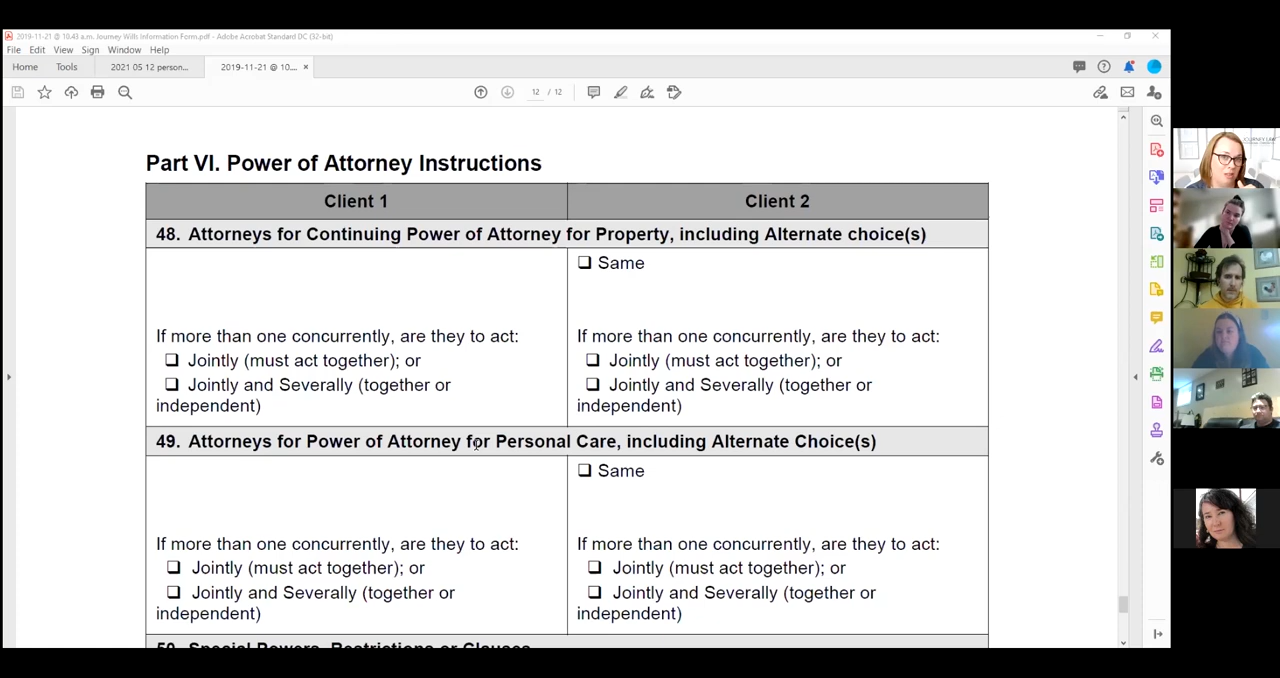 2019-11-21 @ 10.43 a.m. Journey Wills Information Form.pdf - Adobe Acrobat Standard DC (32-bit)
File Edit View Sign Window Help
Home Tools 2021 05 12 person... 2019-11-21 @ 10.... ×
12 / 12
Part VI. Power of Attorney Instructions
Client 1 Client 2
48. Attorneys for Continuing Power of Attorney for Property, including Alternate choice(s)
❑ Same
If more than one concurrently, are they to act: If more than one concurrently, are they to act:
❑ Jointly (must act together); or ❑ Jointly (must act together); or
❑ Jointly and Severally (together or ❑ Jointly and Severally (together or
independent) independent)
49. Attorneys for Power of Attorney for Personal Care, including Alternate Choice(s)
❑ Same
If more than one concurrently, are they to act: If more than one concurrently, are they to act:
❑ Jointly (must act together); or ❑ Jointly (must act together); or
❑ Jointly and Severally (together or ❑ Jointly and Severally (together or
independent) independent)
50. Special Powers, Restrictions or Clauses